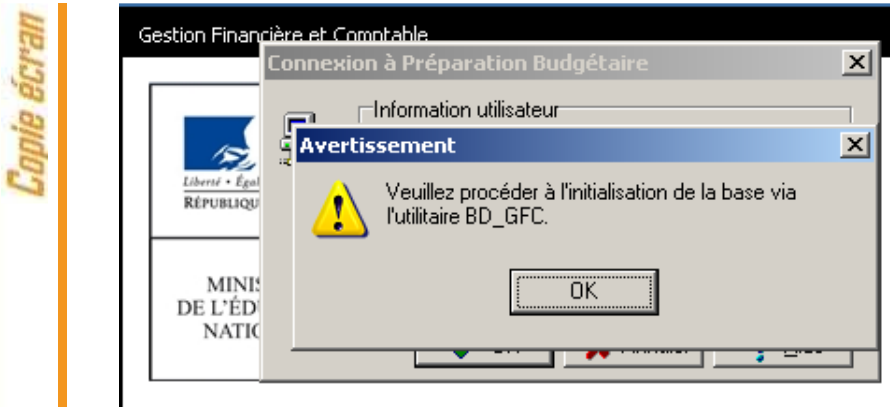 Copie écran
Gestion Financière et Comptable
Connexion à Préparation Budgétaire
Information utilisateur
Avertissement
Liberté • Égal
RÉPUBLIQU
Veuillez procéder à l'initialisation de la base via
l'utilitaire BD_GFC.
OK
MINIS
DE L'ÉD
NATIO